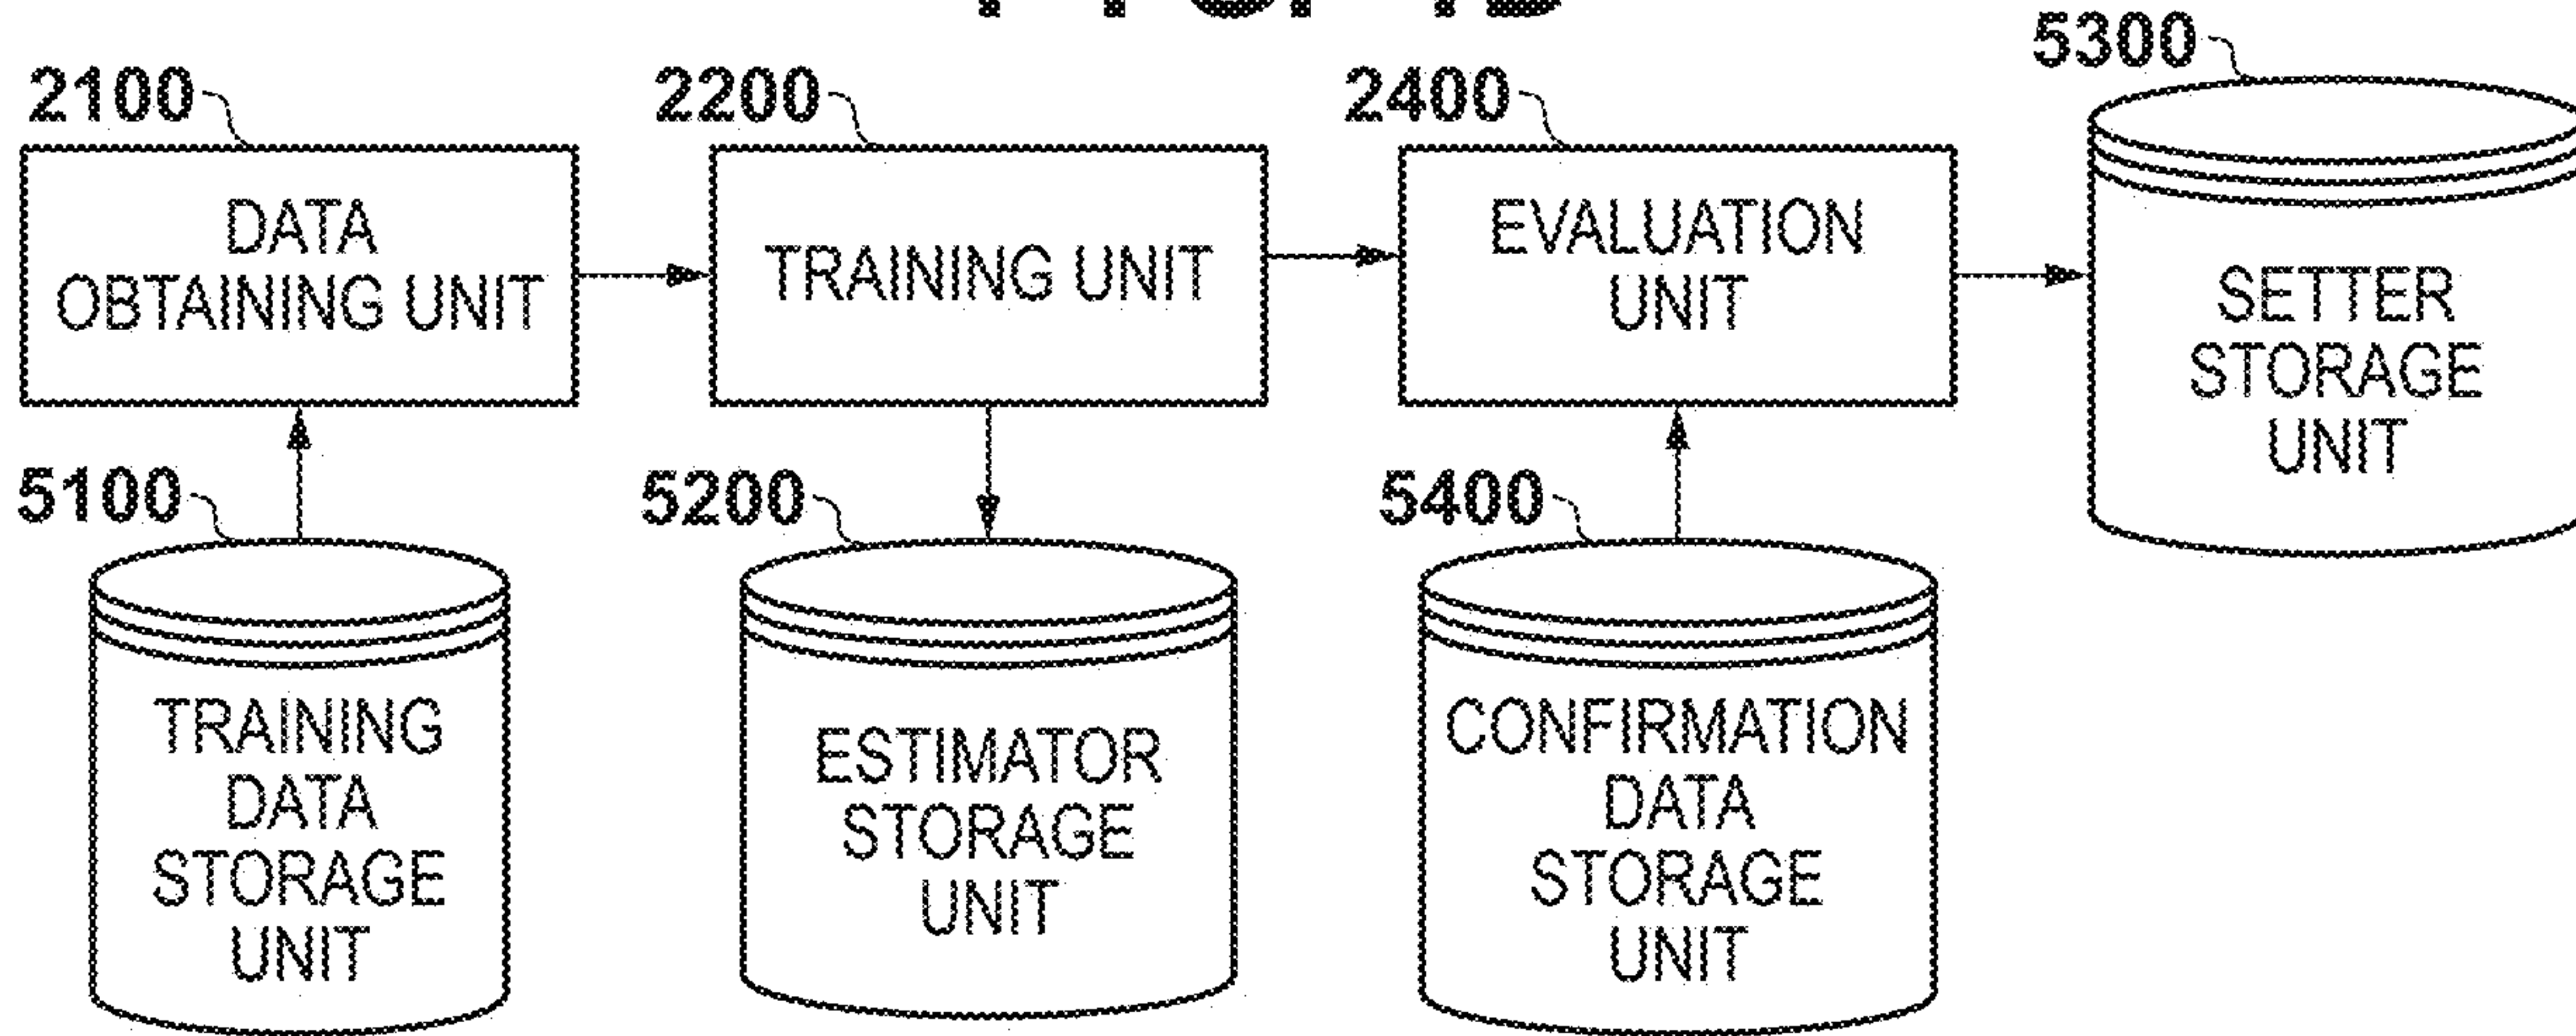 5300
2100
2200
2400
DATA
OBTAINING UNIT
TRAINING UNIT
EVALUATION
UNIT
SETTER
STORAGE
UNIT
5100
5200
5400
TRAINING
DATA
STORAGE
UNIT
ESTIMATOR
STORAGE
UNIT
CONFIRMATION
DATA
STORAGE
UNIT